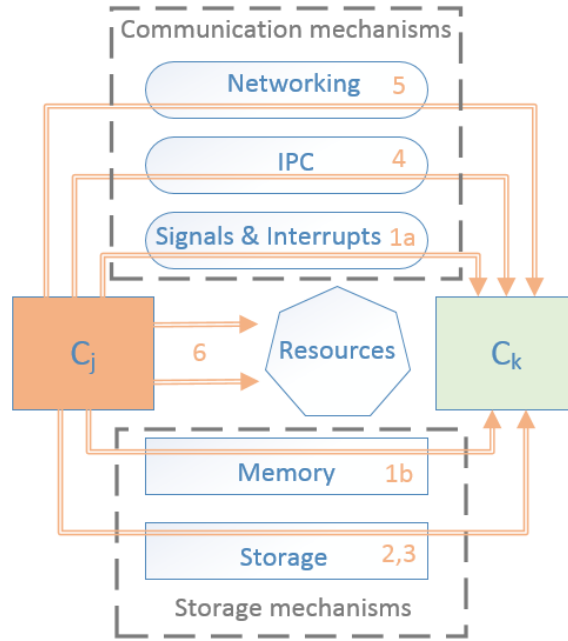 Communication mechanisms
Networking 5
IPC 4
Signals & Interrupts 1a
Cj 6 Resources Ck
Memory 1b
Storage 2,3
Storage mechanisms